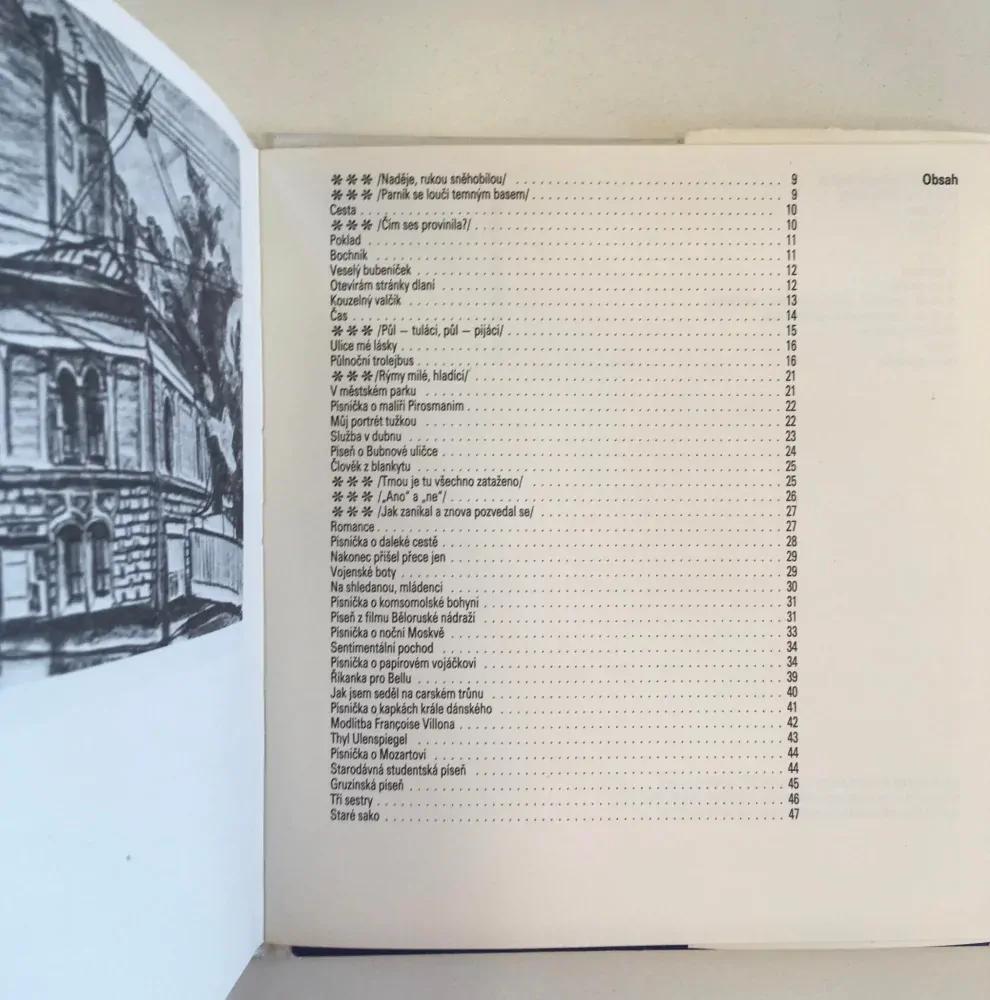 Obsah
*** /Naděje, rukou sněhobílou/ 9
*** /Parník se loučí temným basem/ 9
Cesta 10
*** /Čím ses provinila?/ 10
Poklad 11
Bochník 11
Veselý bubeníček 12
Otevírám stránky dlaní 12
Kouzelný valčík 13
Čas 14
*** /Půl — tuláci, půl — pijáci/ 15
Ulice mé lásky 16
Půlnoční trolejbus 16
*** /Rýmy milé, hladící/ 21
V městském parku 21
Písnička o malíři Pirosmanim 22
Můj portrét tužkou 22
Služba v dubnu 23
Píseň o Bubnové uličce 24
Člověk z blankytu 25
*** /Tmou je tu všechno zataženo/ 25
*** /„Ano“ a „ne“/ 26
*** /Jak zanikal a znova pozvedal se/ 27
Romance 27
Písnička o daleké cestě 28
Nakonec přišel přece jen 29
Vojenské boty 29
Na shledanou, mládenci 30
Písnička o komsomolské bohyni 31
Píseň z filmu Běloruské nádraží 31
Písnička o noční Moskvě 33
Sentimentální pochod 34
Písnička o papírovém vojáčkovi 34
Říkanka pro Bellu 39
Jak jsem seděl na carském trůnu 40
Písnička o kapkách krále dánského 41
Modlitba Françoise Villona 42
Thyl Ulenspiegel 43
Písnička o Mozartovi 44
Starodávná studentská píseň 44
Gruzínská píseň 45
Tři sestry 46
Staré sako 47